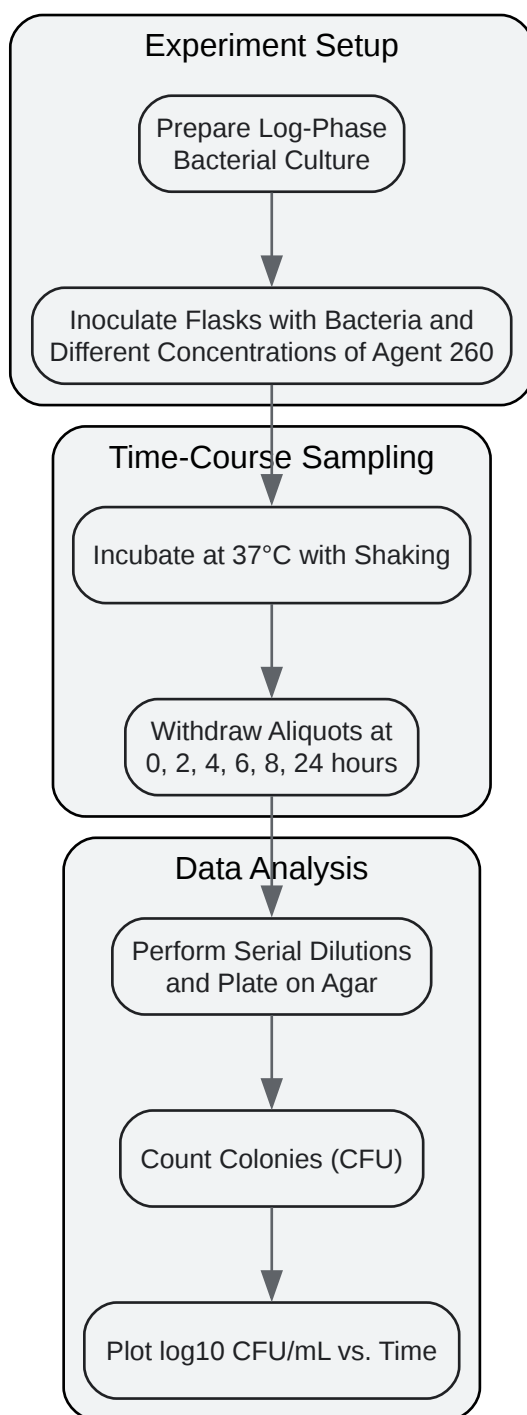 Experiment Setup
Prepare Log-Phase
Bacterial Culture
Inoculate Flasks with Bacteria and
Different Concentrations of Agent 260
Time-Course Sampling
Incubate at 37°C with Shaking
Withdraw Aliquots at
0, 2, 4, 6, 8, 24 hours
Data Analysis
Perform Serial Dilutions
and Plate on Agar
Count Colonies (CFU)
Plot log10 CFU/mL vs. Time